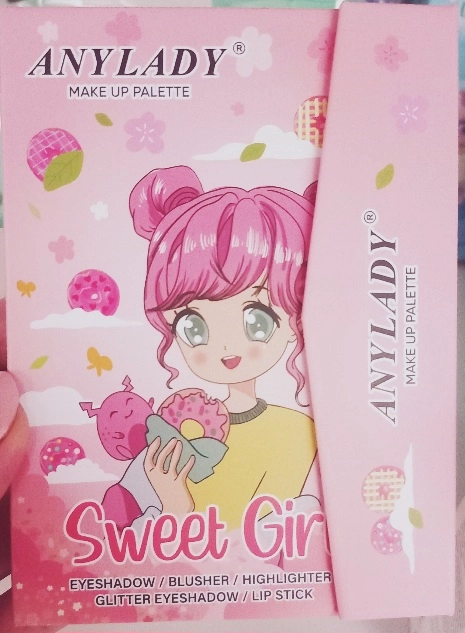 ANYLADY®
MAKE UP PALETTE
ANYLADY®
MAKE UP PALETTE
Sweet Gir
EYESHADOW / BLUSHER / HIGHLIGHTER
GLITTER EYESHADOW / LIP STICK